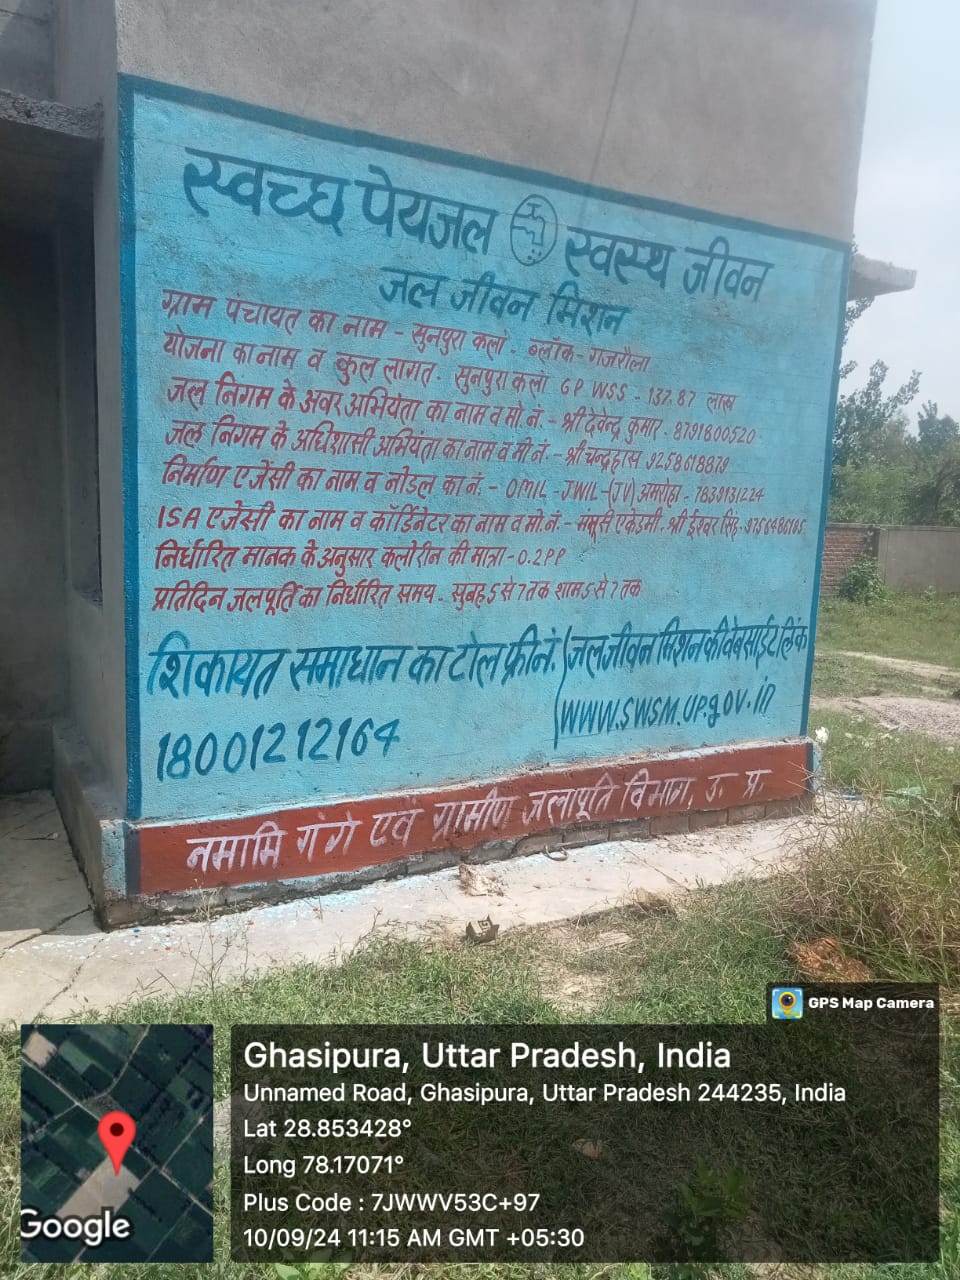 स्वच्छ पेयजल स्वस्थ जीवन
जल जीवन मिशन
ग्राम पंचायत का नाम - सुनपुरा कलां - ब्लॉक - गजरौला
योजना का नाम व कुल लागत - सुनपुरा कलां GP WSS - 137.87 लाख
जल निगम के अवर अभियंता का नाम व मो. नं. - श्री देवेन्द्र कुमार - 8791800520
जल निगम के अधिशासी अभियंता का नाम व मो नं. - श्री चन्द्रहास 9258618879
निर्माण एजेंसी का नाम व नोडल का नं. - OMIL - JWIL - (JV) अमरोहा - 7839131224
ISA एजेंसी का नाम व कॉर्डिनेटर का नाम व मो. नं. - मंसूरी एकेडमी - श्री ईश्वर सिंह - 9756486105
निर्धारित मानक के अनुसार कलोरीन की मात्रा - 0.2PP
प्रतिदिन जलपूर्ति का निर्धारित समय - सुबह 5 से 7 तक शाम 5 से 7 तक
शिकायत समाधान का टोल फ्री नं.
18001212164
जल जीवन मिशन की वेबसाईट लिंक
WWW.SWSM.UP.gOV.in
नमामि गंगे एवं ग्रामीण जलापूर्ति विभाग, उ. प्र.
GPS Map Camera
Ghasipura, Uttar Pradesh, India
Unnamed Road, Ghasipura, Uttar Pradesh 244235, India
Lat 28.853428°
Long 78.17071°
Plus Code : 7JWWV53C+97
10/09/24 11:15 AM GMT +05:30
Google